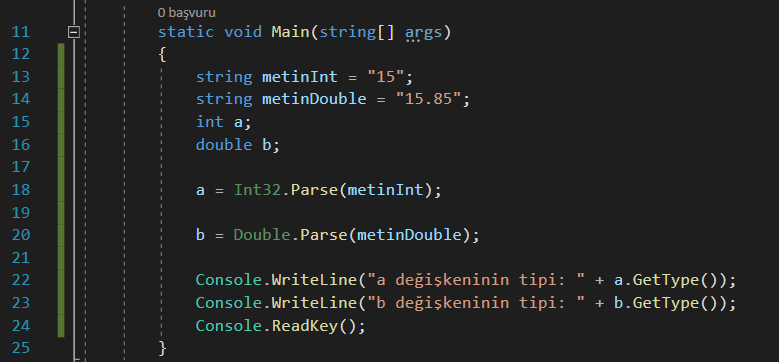 0 başvuru
11 static void Main(string[] args)
12 {
13 string metinInt = "15";
14 string metinDouble = "15.85";
15 int a;
16 double b;
17
18 a = Int32.Parse(metinInt);
19
20 b = Double.Parse(metinDouble);
21
22 Console.WriteLine("a değişkeninin tipi: " + a.GetType());
23 Console.WriteLine("b değişkeninin tipi: " + b.GetType());
24 Console.ReadKey();
25 }